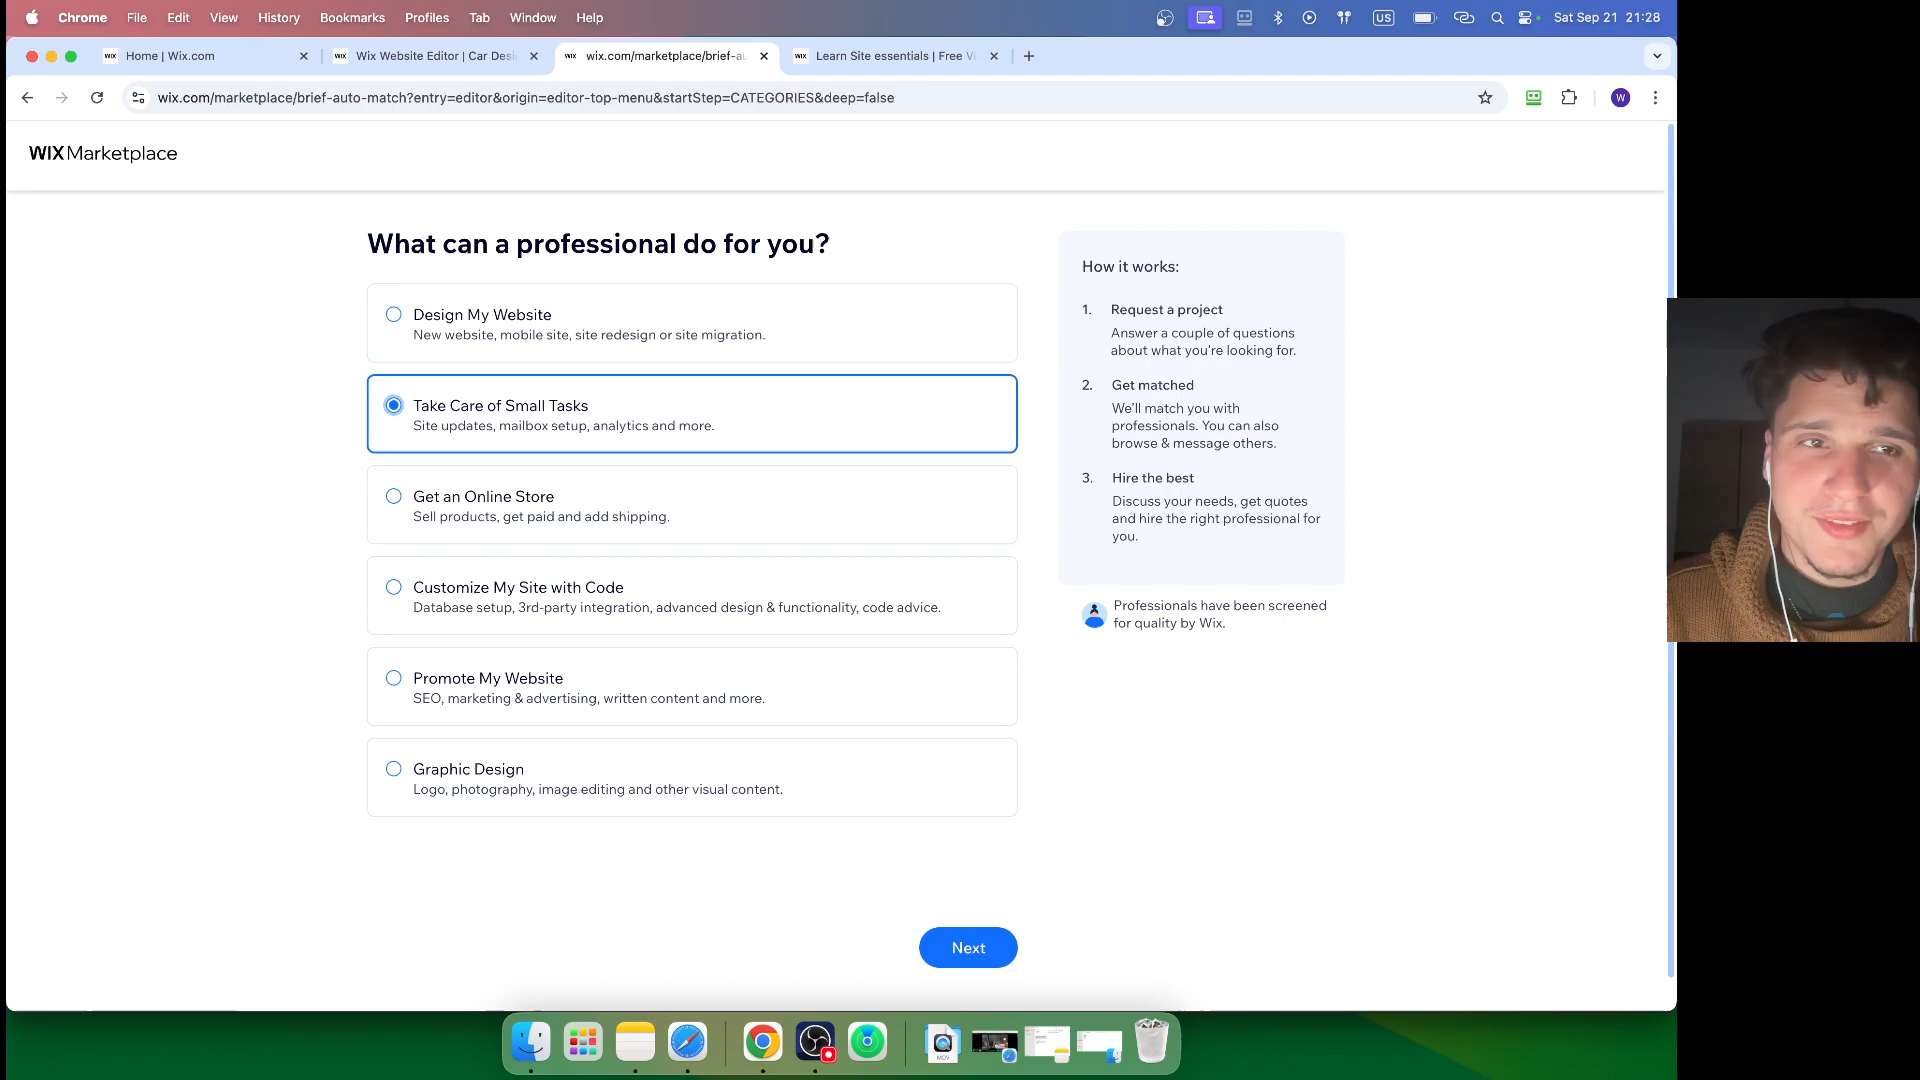 Chrome File Edit View History Bookmarks Profiles Tab Window Help US Sat Sep 21 21:28
WIX Home | Wix.com WIX Wix Website Editor | Car Desi WIX wix.com/marketplace/brief-au WIX Learn Site essentials | Free Vi
wix.com/marketplace/brief-auto-match?entry=editor&origin=editor-top-menu&startStep=CATEGORIES&deep=false W
WIX Marketplace
What can a professional do for you?
Design My Website
New website, mobile site, site redesign or site migration.
Take Care of Small Tasks
Site updates, mailbox setup, analytics and more.
Get an Online Store
Sell products, get paid and add shipping.
Customize My Site with Code
Database setup, 3rd-party integration, advanced design & functionality, code advice.
Promote My Website
SEO, marketing & advertising, written content and more.
Graphic Design
Logo, photography, image editing and other visual content.
Next
How it works:
1. Request a project
Answer a couple of questions
about what you're looking for.
2. Get matched
We'll match you with
professionals. You can also
browse & message others.
3. Hire the best
Discuss your needs, get quotes
and hire the right professional for
you.
Professionals have been screened
for quality by Wix.
MOV